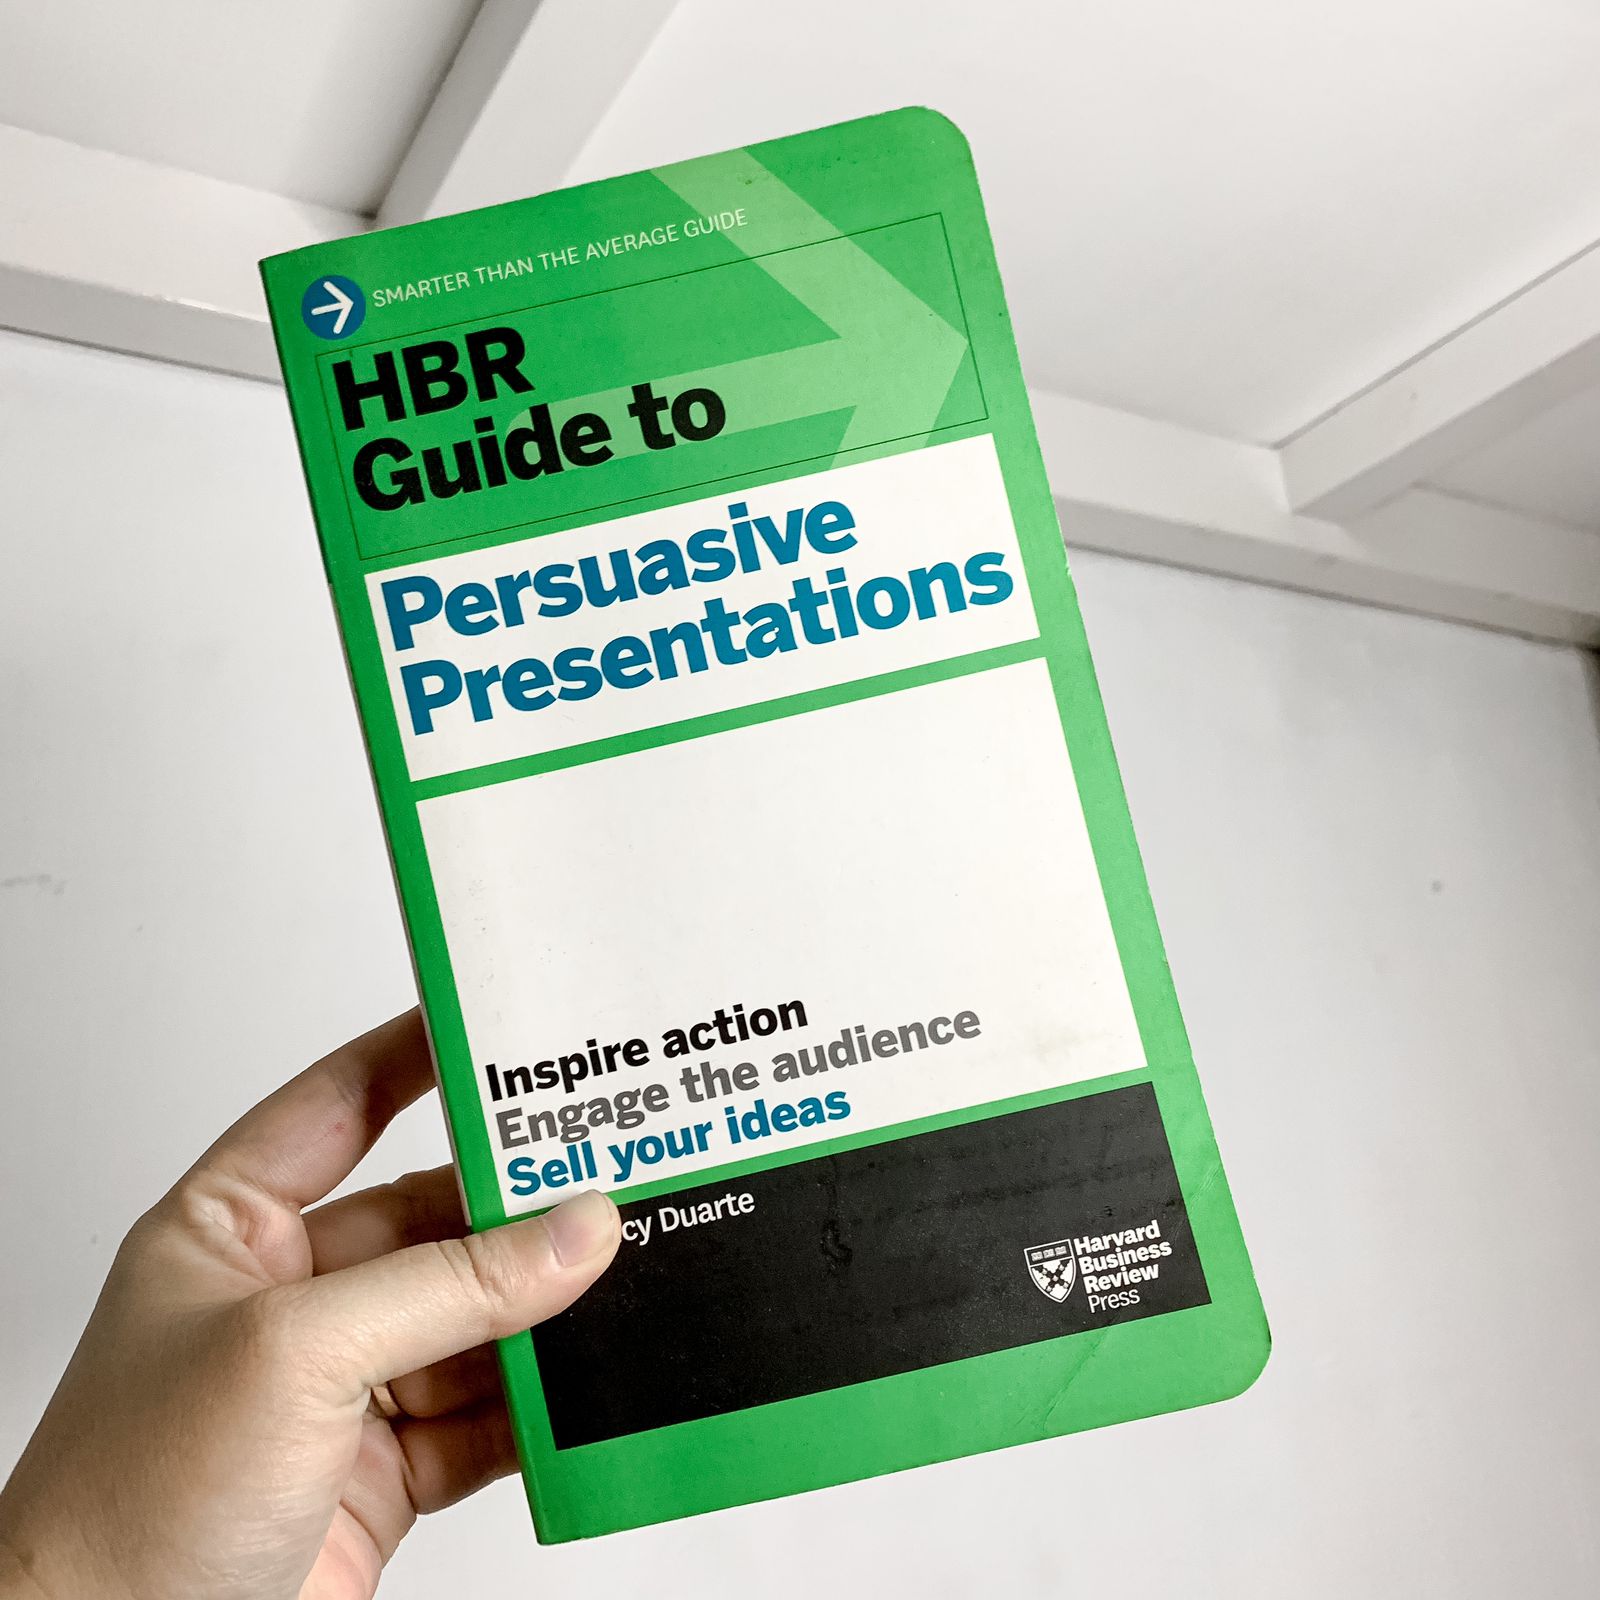 SMARTER THAN THE AVERAGE GUIDE
HBR
Guide to
Persuasive
Presentations
Inspire action
Engage the audience
Sell your ideas
cy Duarte
Harvard
Business
Review
Press